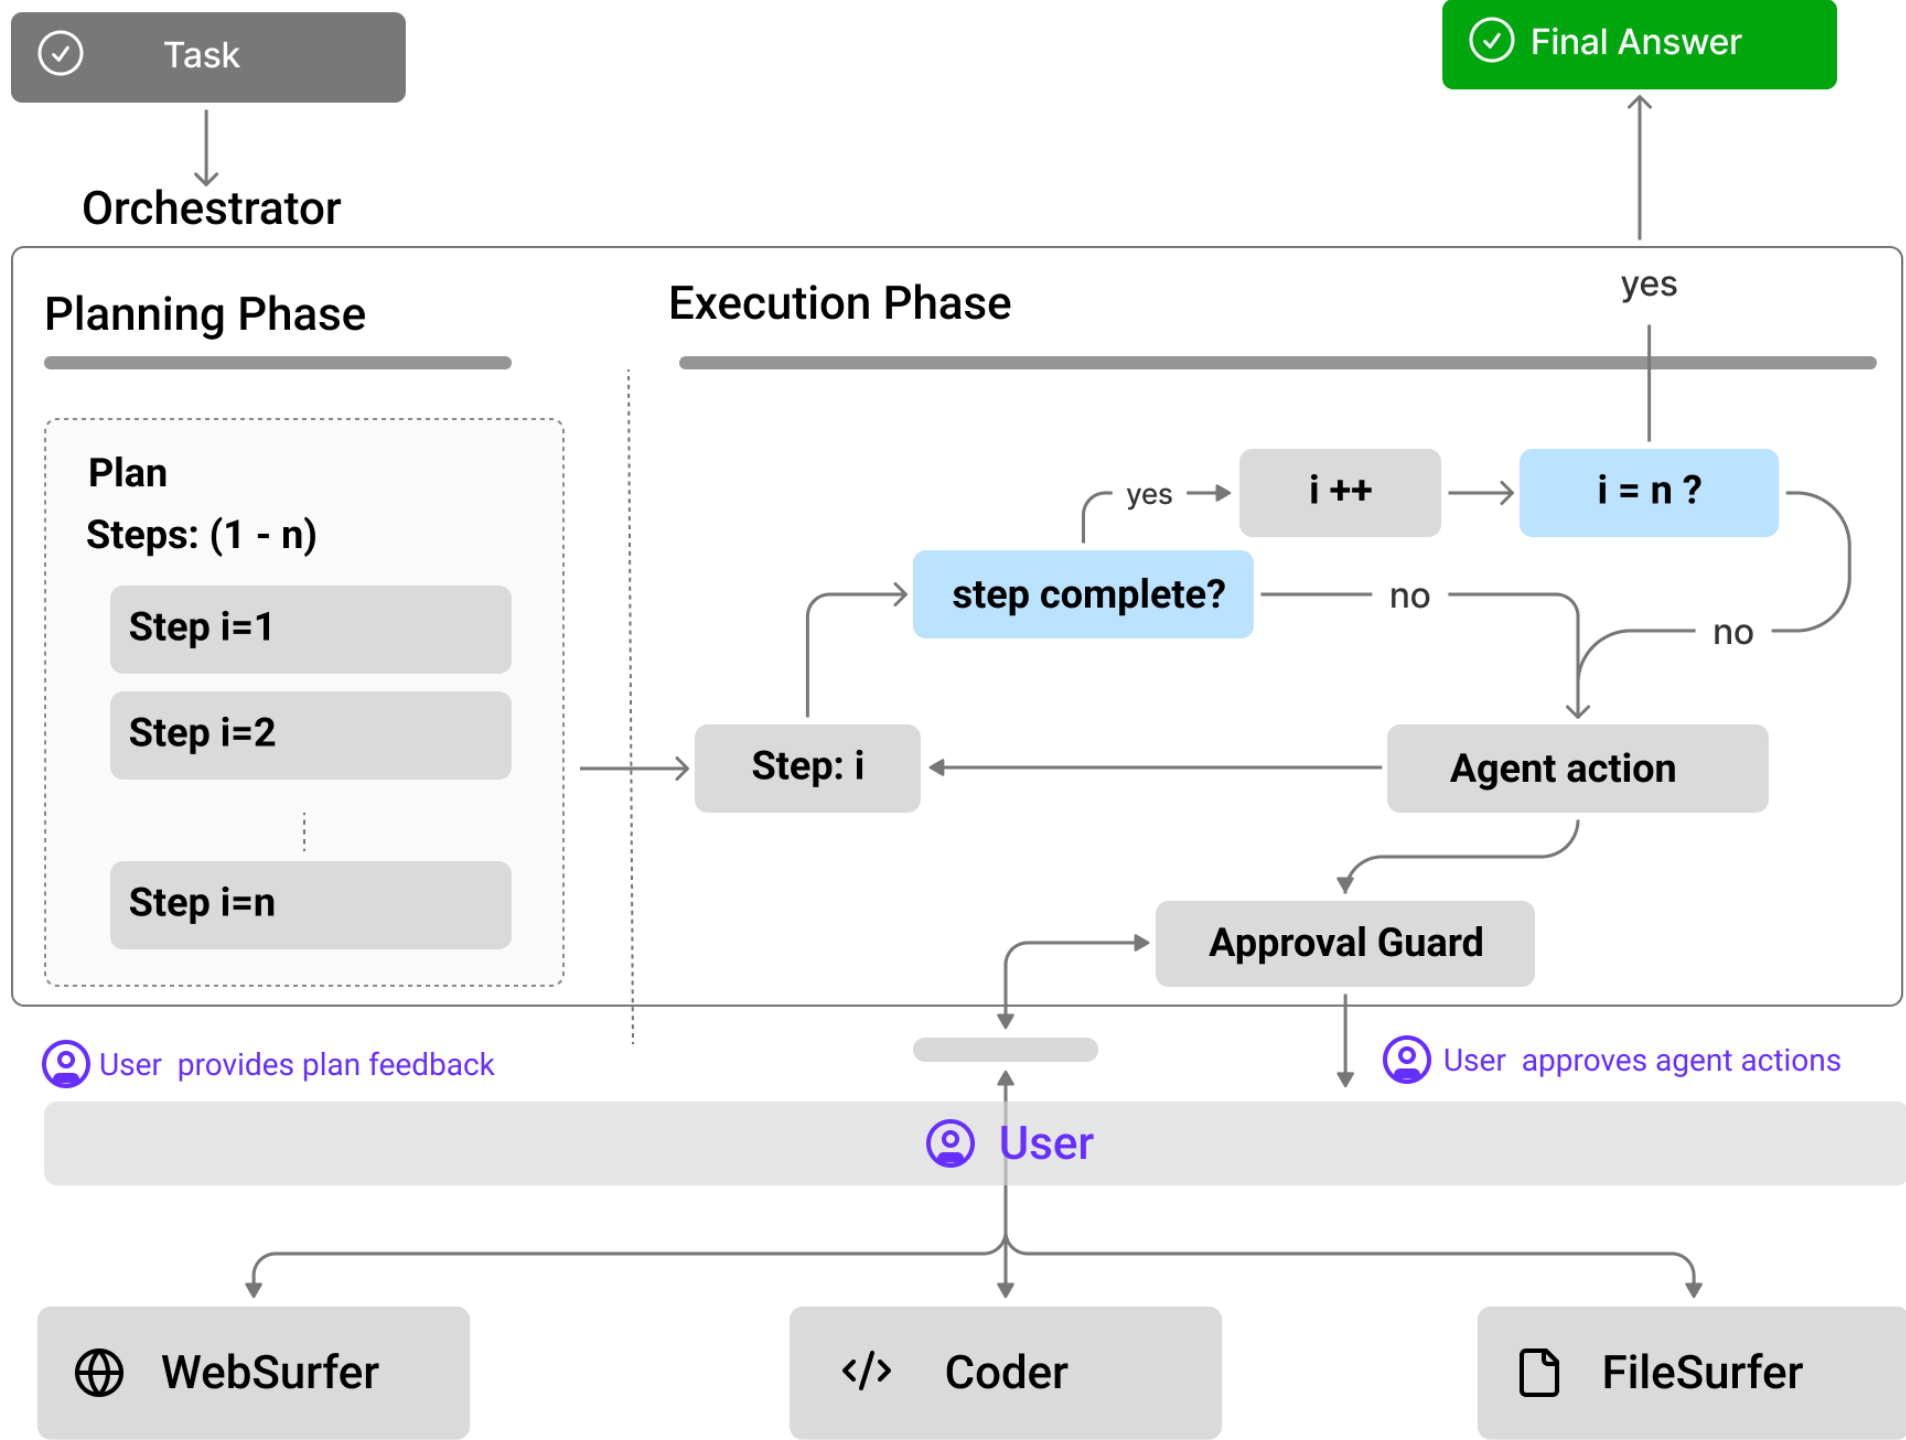 Task
Final Answer
Orchestrator
Planning Phase
Execution Phase
yes
Plan
Steps: (1 - n)
Step i=1
Step i=2
Step i=n
yes
i ++
i = n ?
step complete?
no
no
Step: i
Agent action
Approval Guard
User provides plan feedback
User approves agent actions
User
WebSurfer
</> Coder
FileSurfer